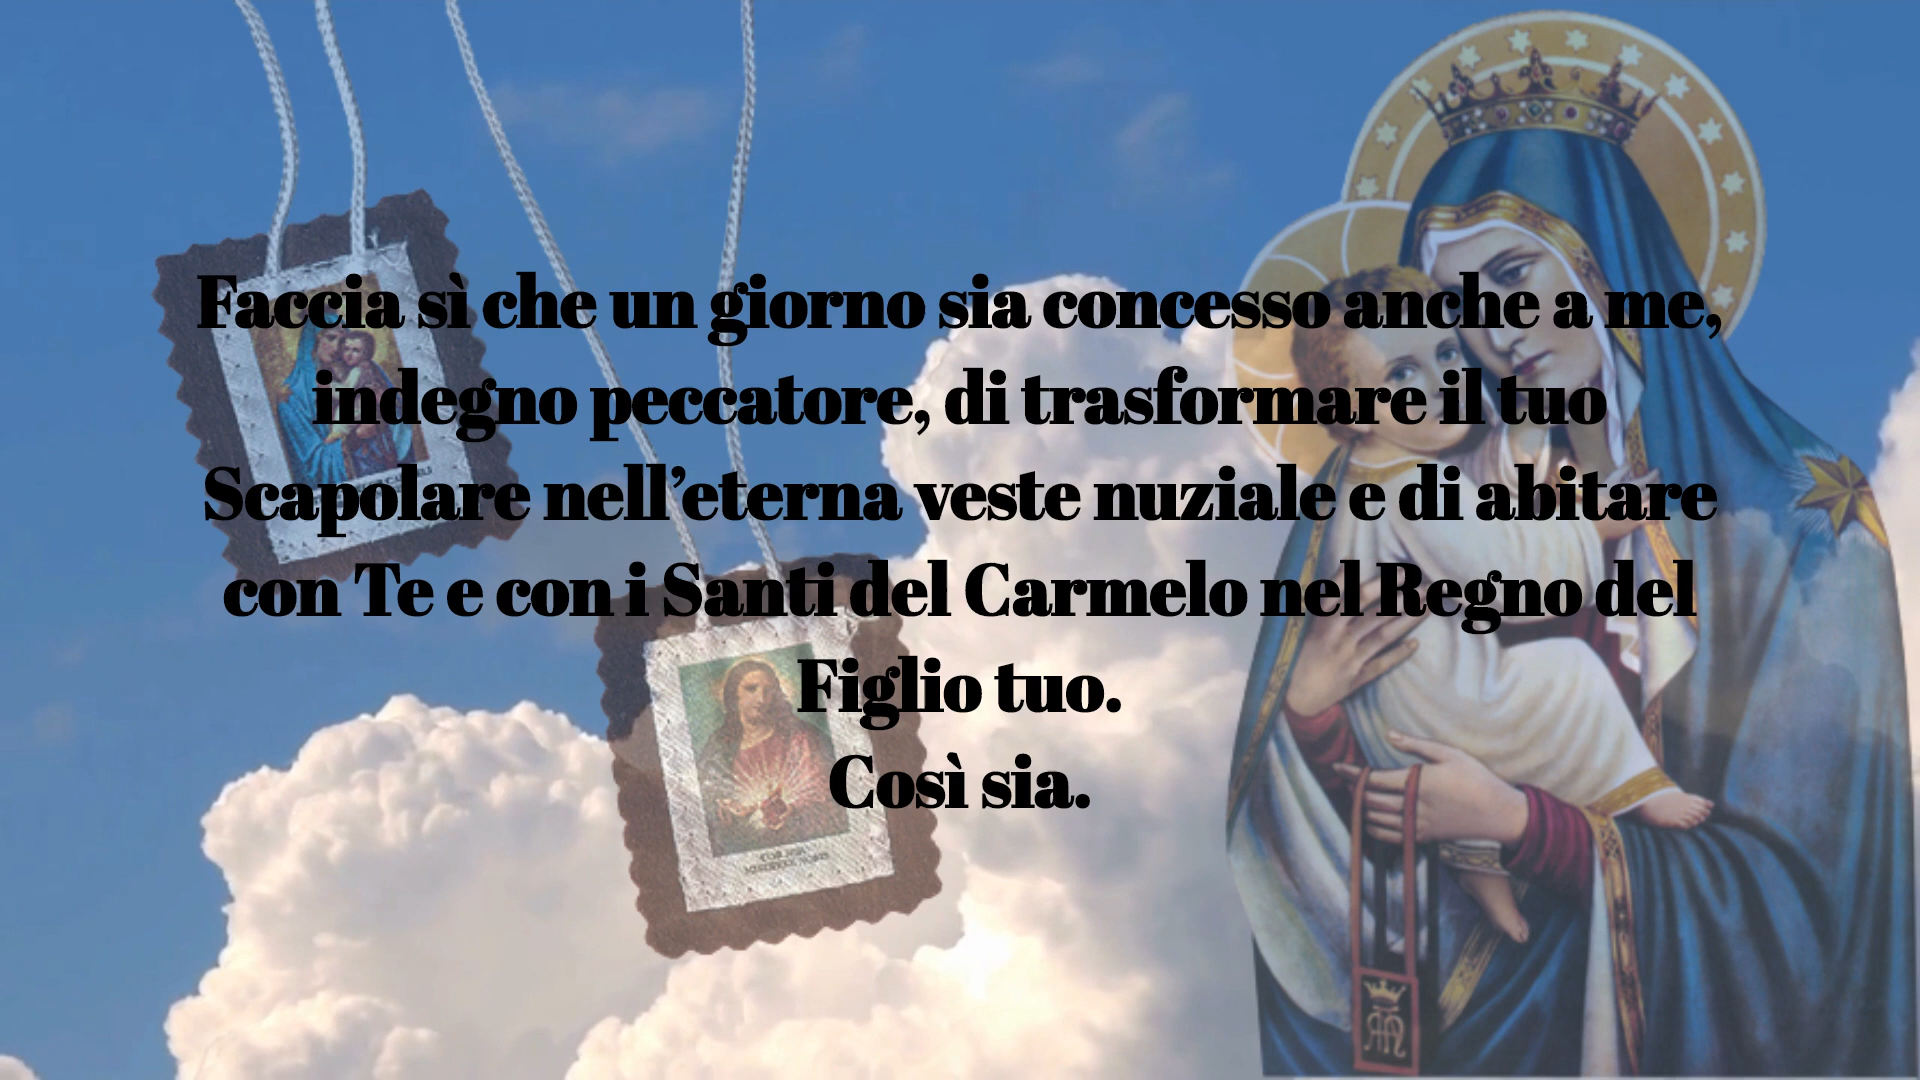 Faccia sì che un giorno sia concesso anche a me,
indegno peccatore, di trasformare il tuo
Scapolare nell’eterna veste nuziale e di abitare
con Te e con i Santi del Carmelo nel Regno del
Figlio tuo.
Così sia.